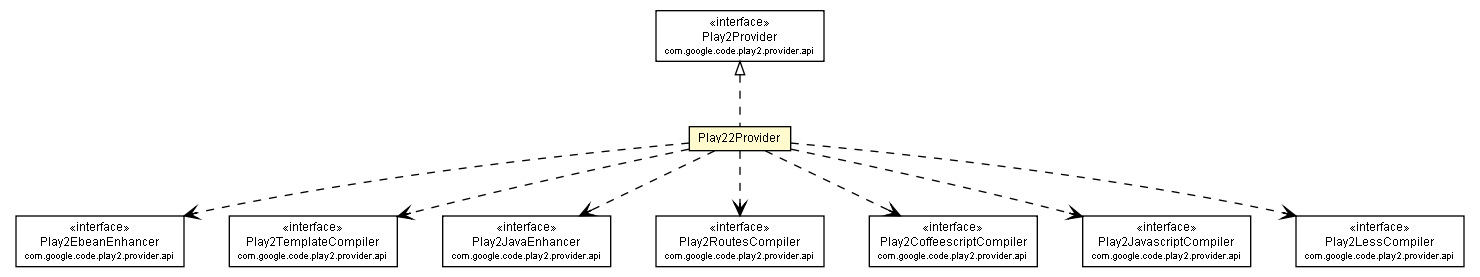 «interface»
Play2Provider
com.google.code.play2.provider.api
Play22Provider
«interface»
Play2EbeanEnhancer
com.google.code.play2.provider.api
«interface»
Play2TemplateCompiler
com.google.code.play2.provider.api
«interface»
Play2JavaEnhancer
com.google.code.play2.provider.api
«interface»
Play2RoutesCompiler
com.google.code.play2.provider.api
«interface»
Play2CoffeescriptCompiler
com.google.code.play2.provider.api
«interface»
Play2JavascriptCompiler
com.google.code.play2.provider.api
«interface»
Play2LessCompiler
com.google.code.play2.provider.api